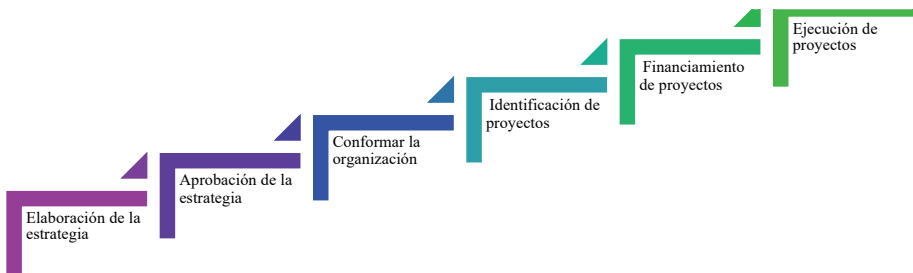 Elaboración de la
estrategia
Aprobación de la
estrategia
Conformar la
organización
Identificación de
proyectos
Financiamiento
de proyectos
Ejecución de
proyectos